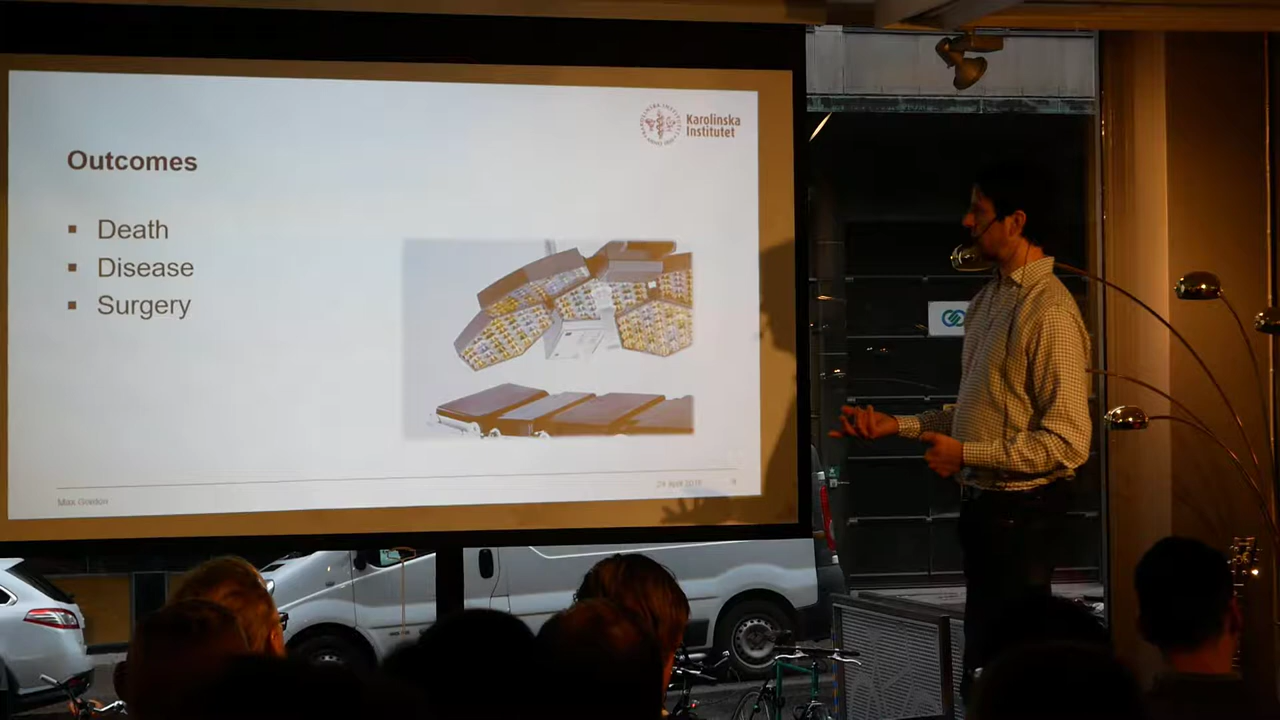 Karolinska
Institutet
Outcomes
Death
Disease
Surgery